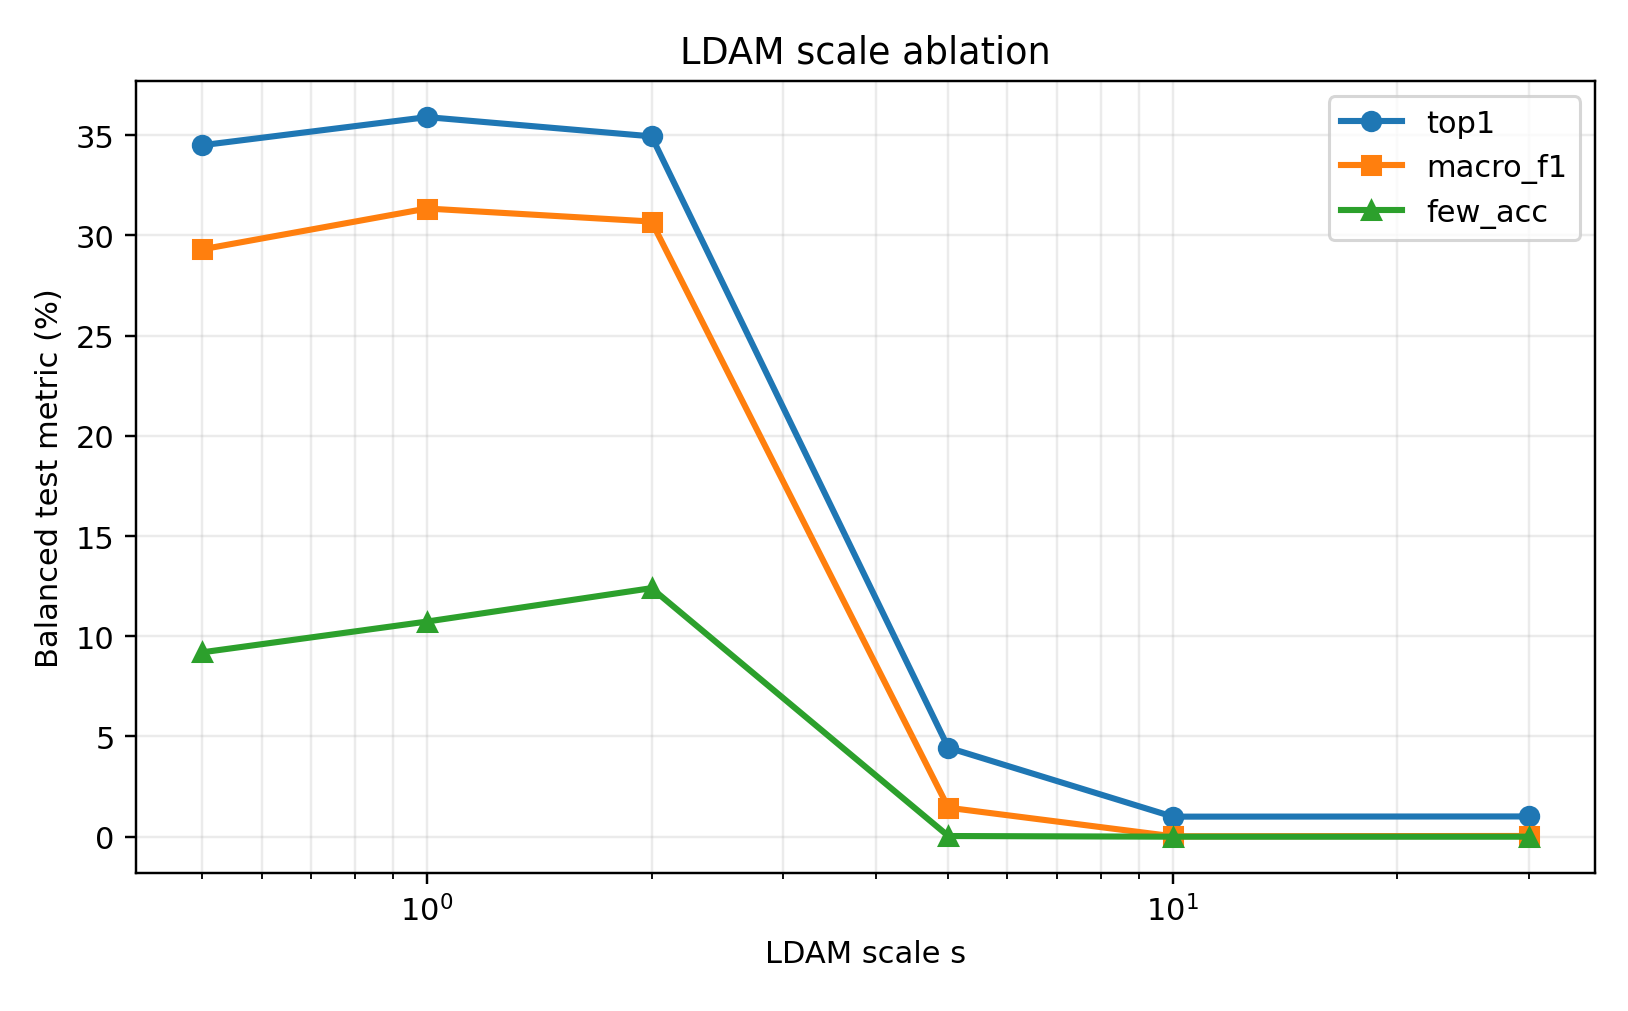 LDAM scale ablation
top1
macro_f1
few_acc
Balanced test metric (%)
35
30
25
20
15
10
5
0
10⁰
10¹
LDAM scale s